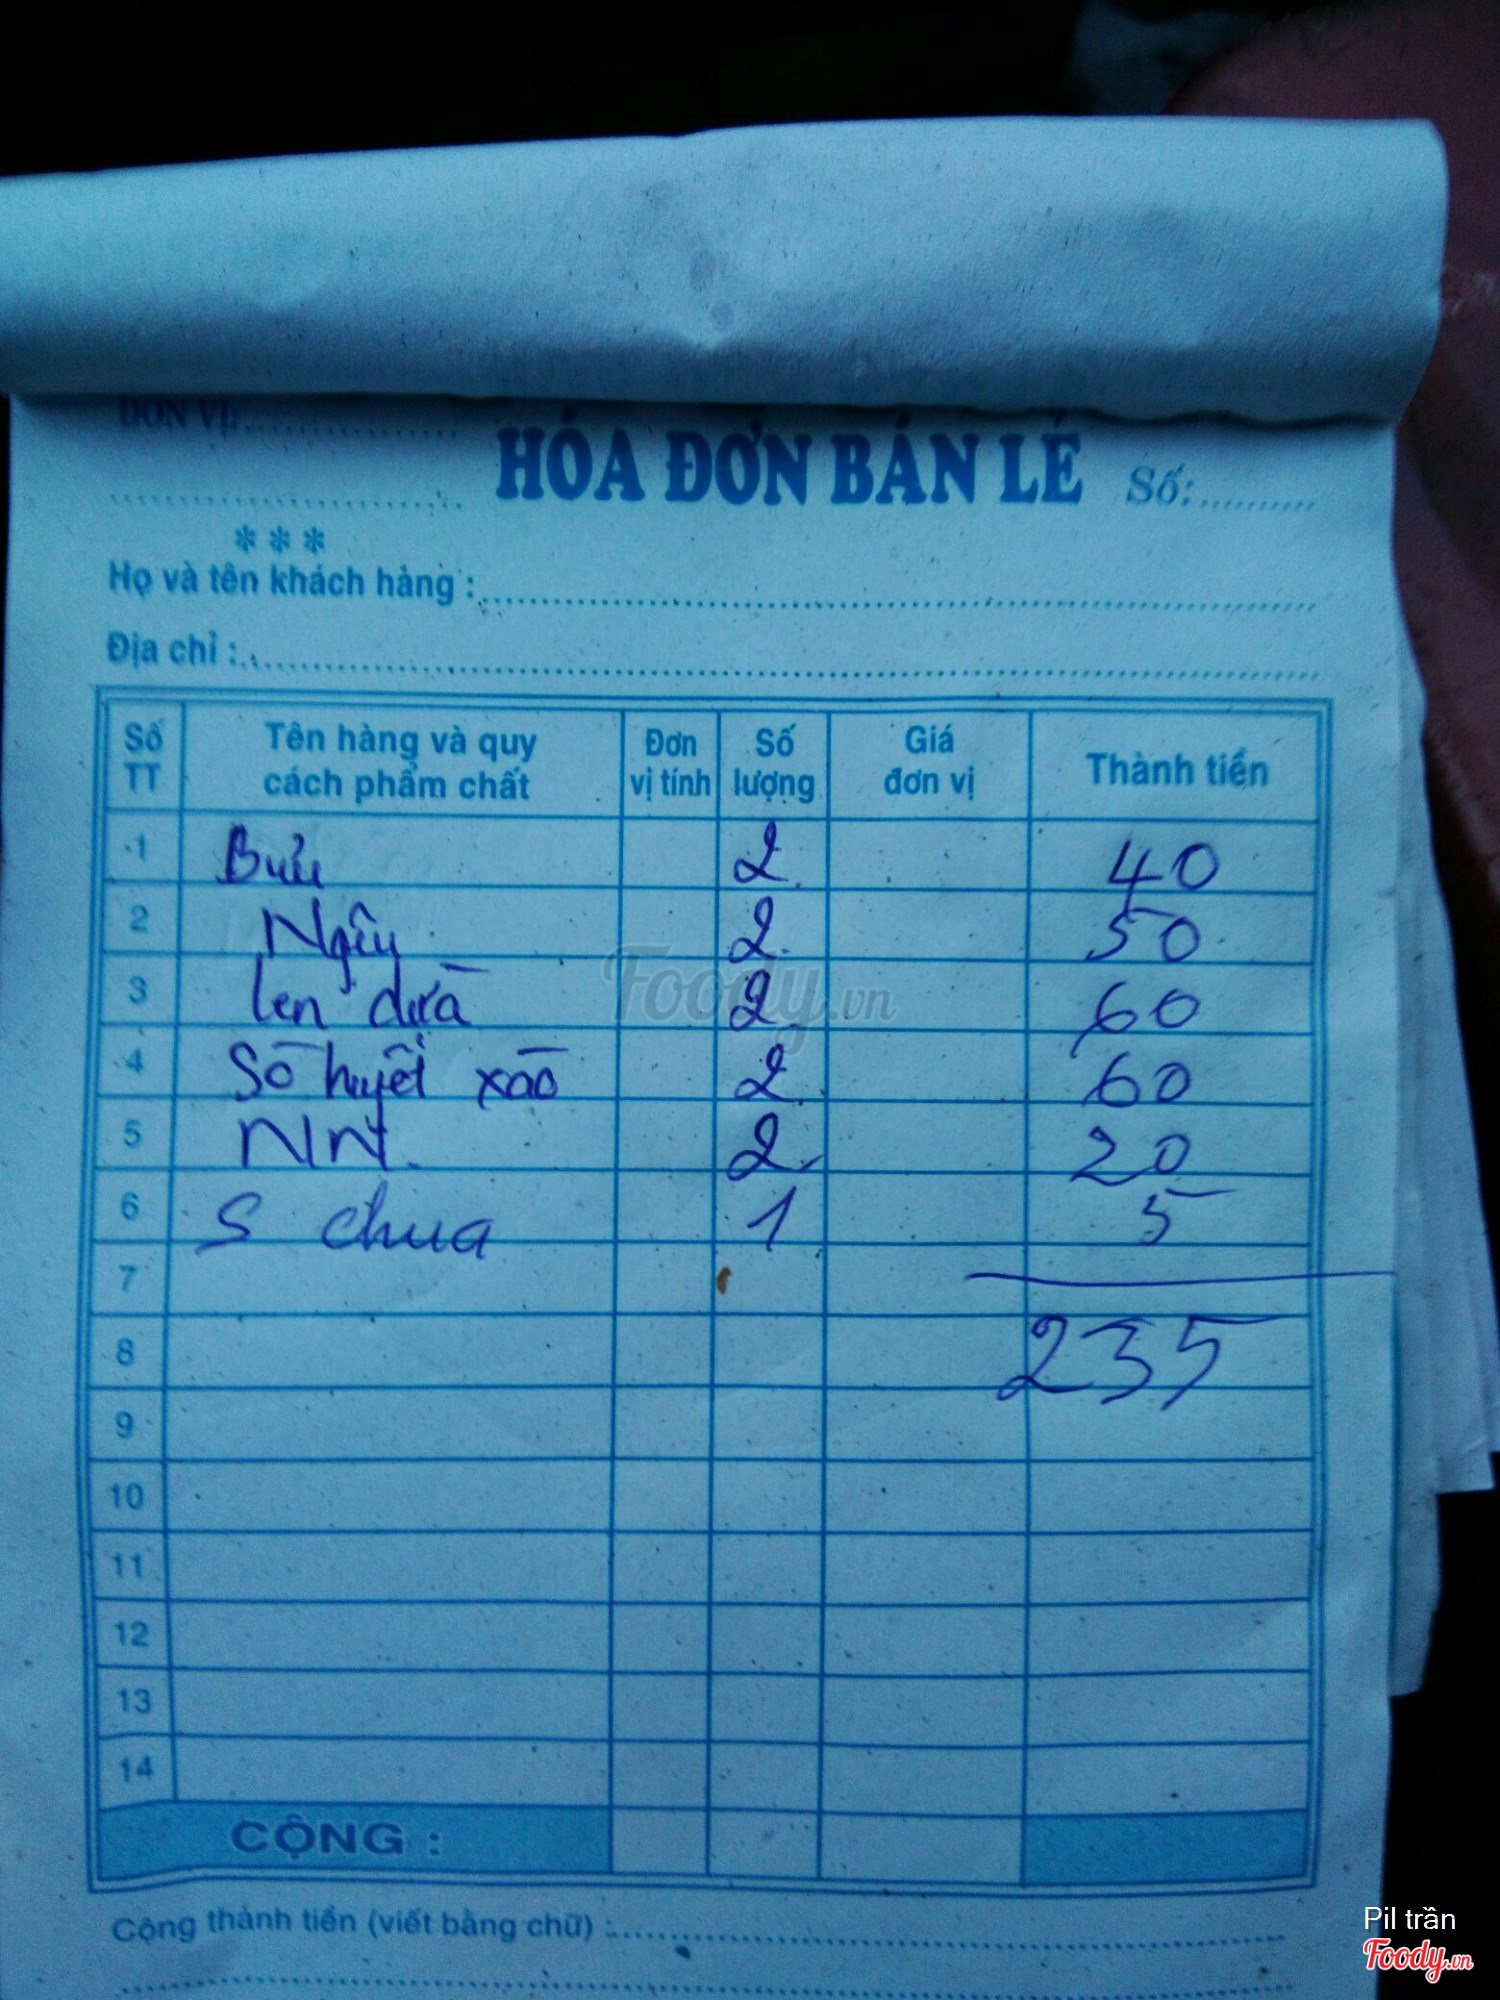 ĐƠN VỊ:
HÓA ĐƠN BÁN LẺ
Số:
***
Họ và tên khách hàng :
Địa chỉ :
Số TT Tên hàng và quy cách phẩm chất Đơn vị tính Số lượng Giá đơn vị Thành tiền
1 Bưu 2 40
2 Ngêu 2 50
3 len dừa 2 60
4 Sò huyết xào 2 60
5 NN 2 20
6 S chua 1 5
7
8 235
9
10
11
12
13
14
CỘNG :
Cộng thành tiền (viết bằng chữ) :
Foody.vn
Pil trần
Foody.vn